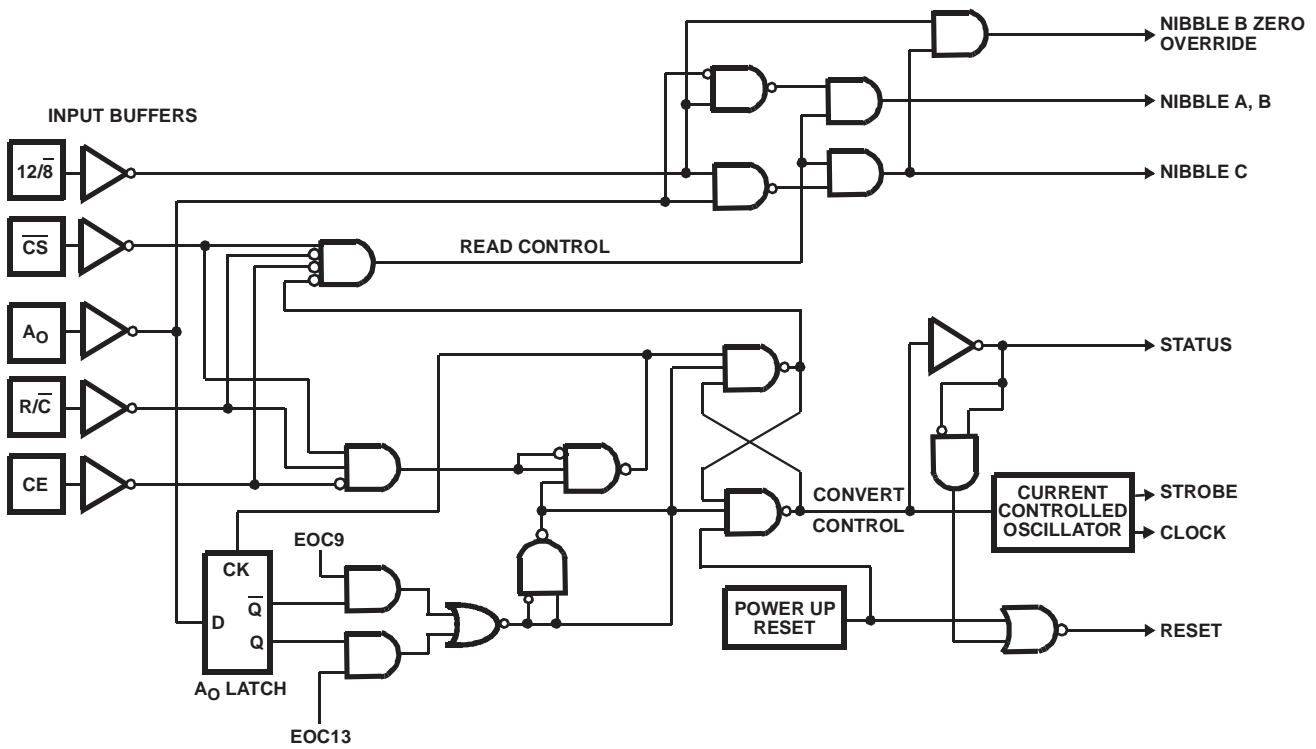 NIBBLE B ZERO
OVERRIDE
NIBBLE A, B
INPUT BUFFERS
12/8̅
NIBBLE C
C̅S̅
READ CONTROL
AO
STATUS
R/C̅
CE
CONVERT
CONTROL
CURRENT
CONTROLLED
OSCILLATOR
STROBE
CLOCK
EOC9
CK
Q̅
D
Q
POWER UP
RESET
RESET
AO LATCH
EOC13